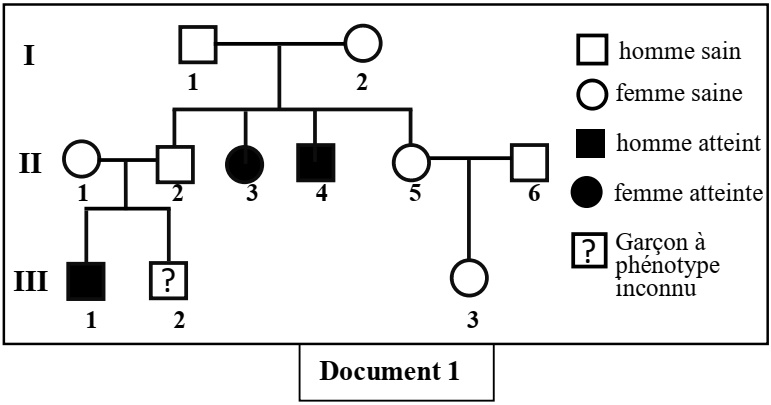 I
1
2
homme sain
femme saine
homme atteint
femme atteinte
?
Garçon à
phénotype
inconnu
II
1
2
3
4
5
6
III
?
1
2
3
Document 1